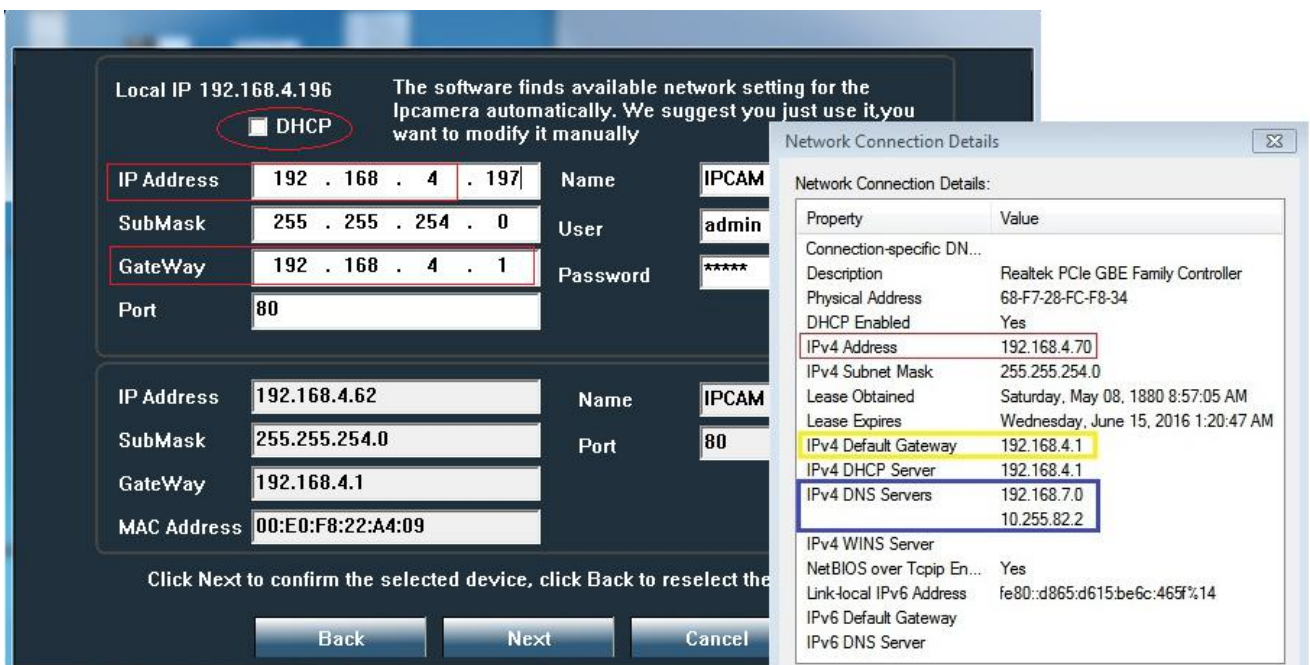 Local IP 192.168.4.196
The software finds available network setting for the
Ipcamera automatically. We suggest you just use it,you
want to modify it manually
DHCP
IP Address 192 . 168 . 4 . 197
Name IPCAM
SubMask 255 . 255 . 254 . 0
User admin
GateWay 192 . 168 . 4 . 1
Password *****
Port 80
IP Address 192.168.4.62
Name IPCAM
SubMask 255.255.254.0
Port 80
GateWay 192.168.4.1
MAC Address 00:E0:F8:22:A4:09
Click Next to confirm the selected device, click Back to reselect the
Back Next Cancel
Network Connection Details
Network Connection Details:
Property Value
Connection-specific DN...
Description Realtek PCIe GBE Family Controller
Physical Address 68-F7-28-FC-F8-34
DHCP Enabled Yes
IPv4 Address 192.168.4.70
IPv4 Subnet Mask 255.255.254.0
Lease Obtained Saturday, May 08, 1880 8:57:05 AM
Lease Expires Wednesday, June 15, 2016 1:20:47 AM
IPv4 Default Gateway 192.168.4.1
IPv4 DHCP Server 192.168.4.1
IPv4 DNS Servers 192.168.7.0
10.255.82.2
IPv4 WINS Server
NetBIOS over Tcpip En... Yes
Link-local IPv6 Address fe80::d865:d615:be6c:465f%14
IPv6 Default Gateway
IPv6 DNS Server